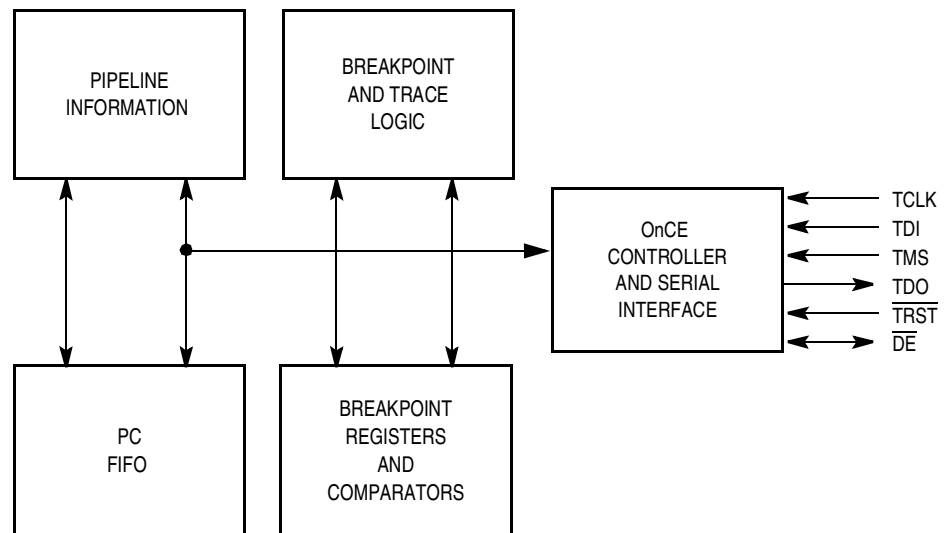 PIPELINE
INFORMATION
BREAKPOINT
AND TRACE
LOGIC
OnCE
CONTROLLER
AND SERIAL
INTERFACE
TCLK
TDI
TMS
TDO
TRST
DE
PC
FIFO
BREAKPOINT
REGISTERS
AND
COMPARATORS